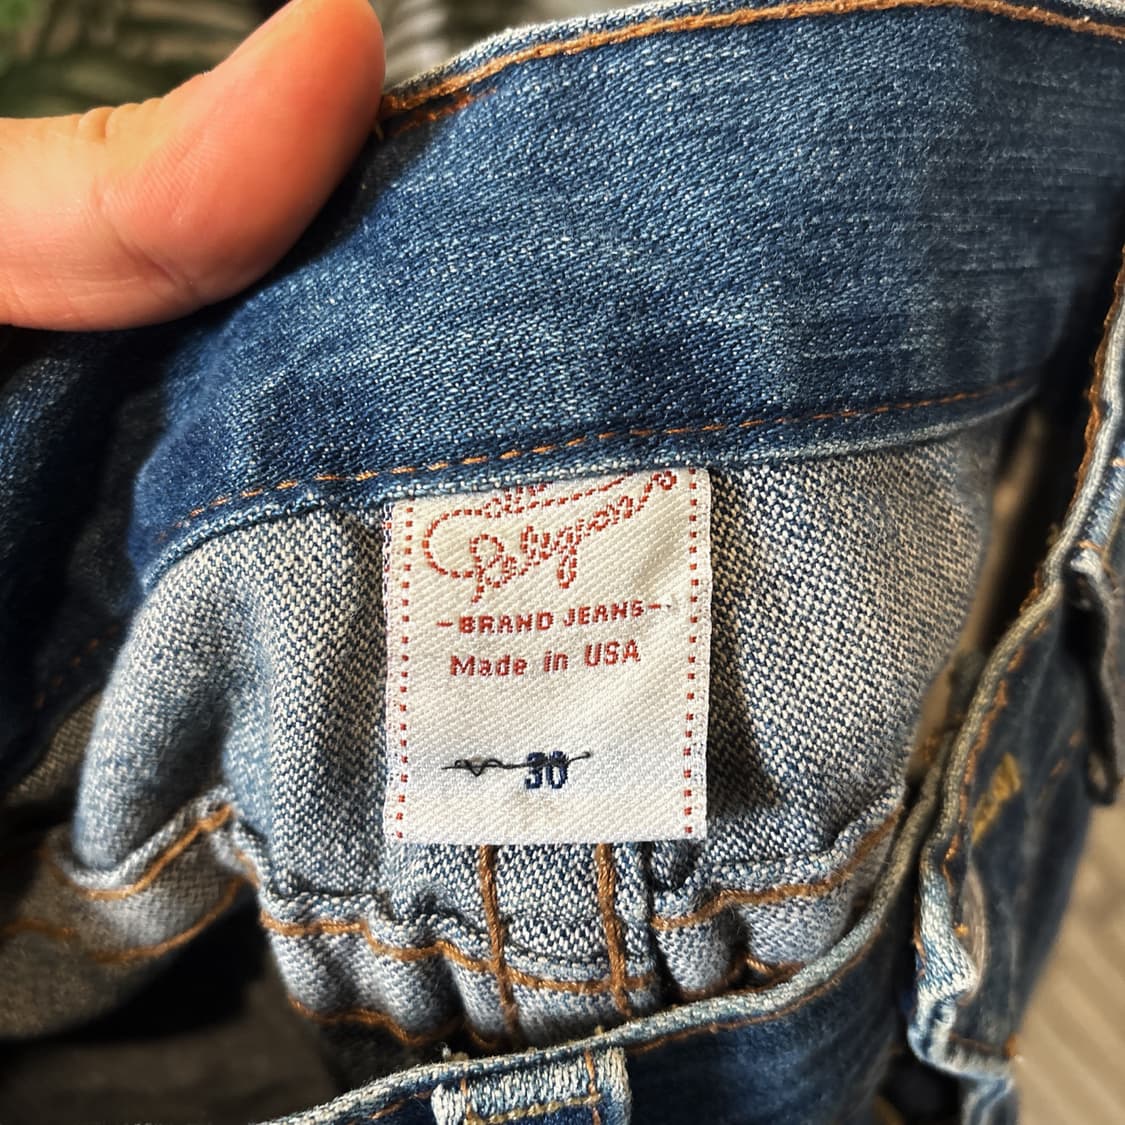 -BRAND JEANS-
Made in USA
30